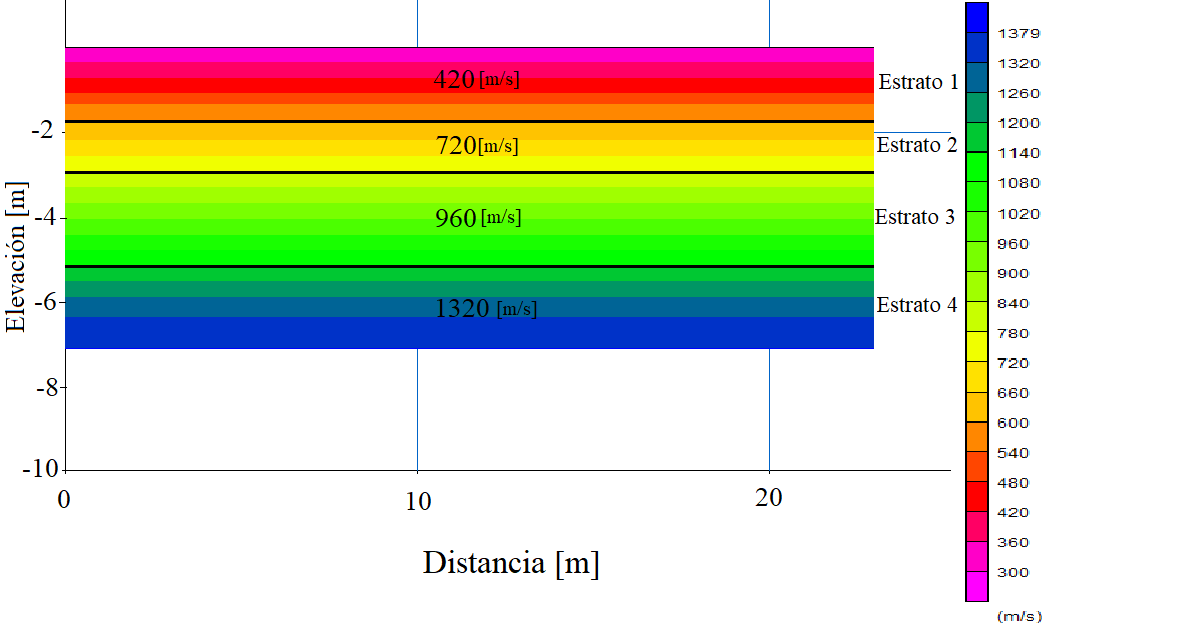 420 [m/s]
Estrato 1
-2
720 [m/s]
Estrato 2
-4
960 [m/s]
Estrato 3
-6
1320 [m/s]
Estrato 4
-8
-10
Elevación [m]
0
10
20
Distancia [m]
1379
1320
1260
1200
1140
1080
1020
960
900
840
780
720
660
600
540
480
420
360
300
(m/s)